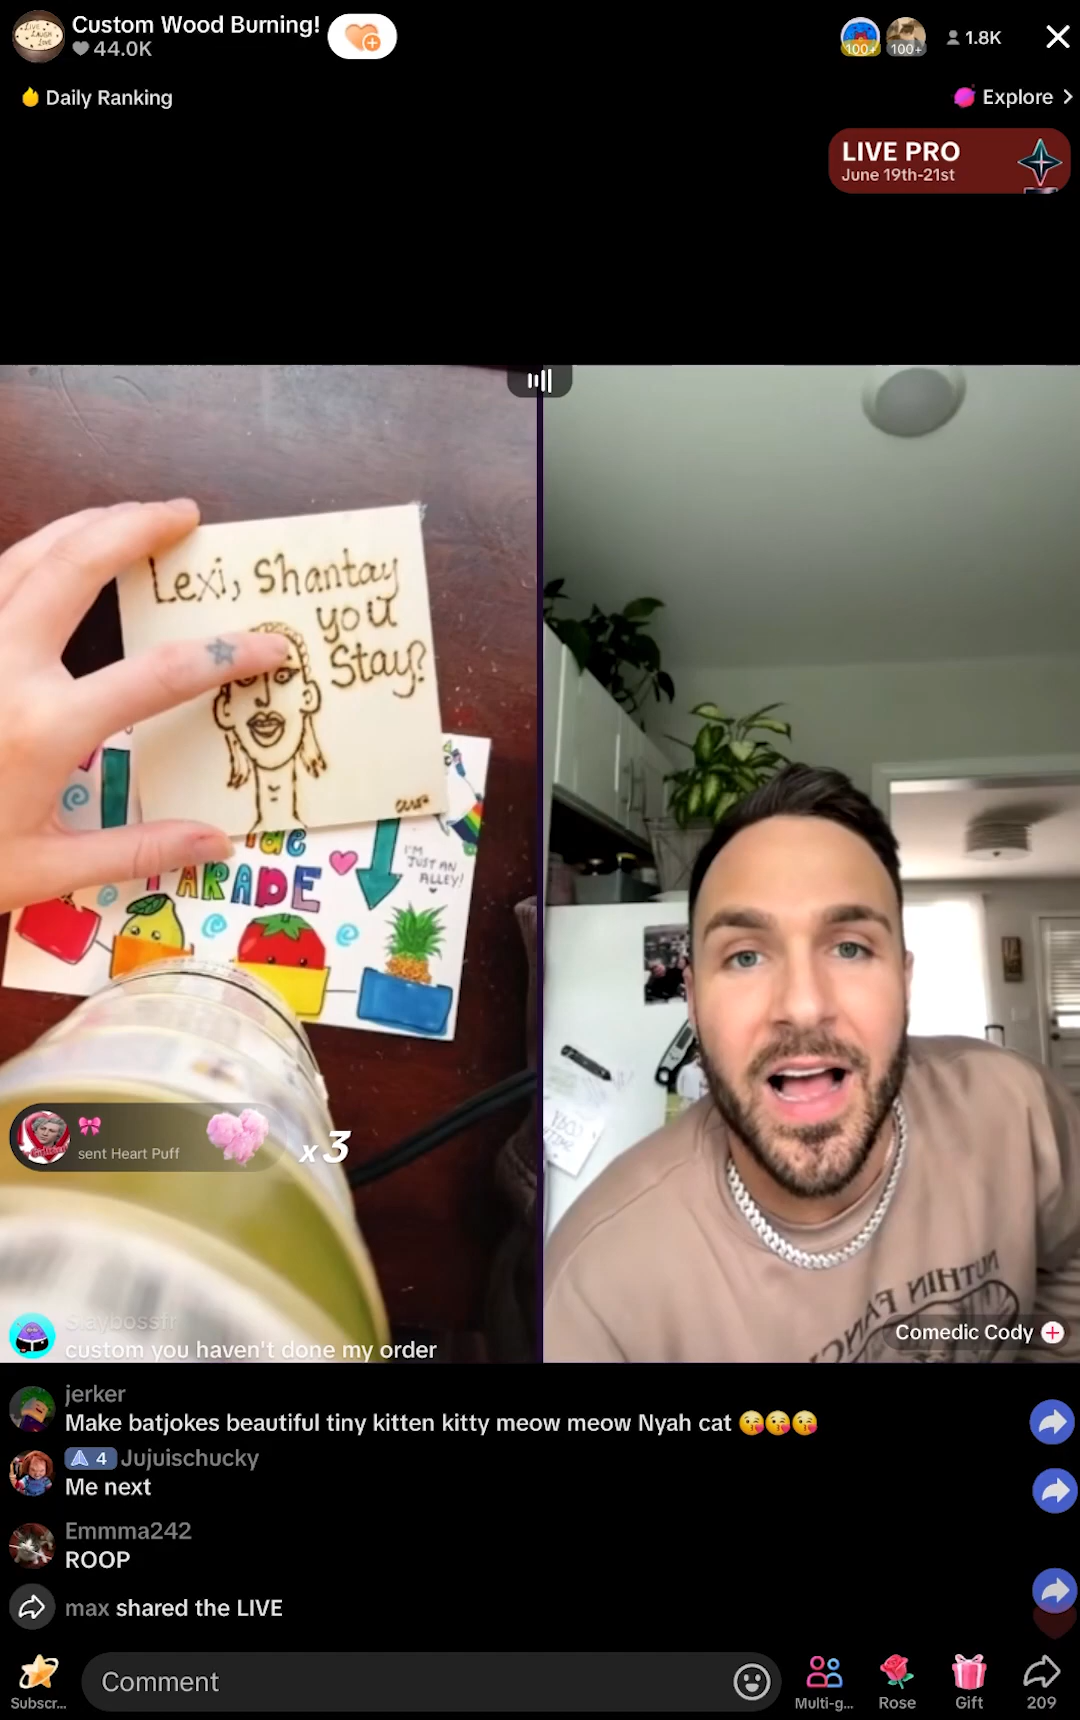 Custom Wood Burning!
44.0K
100+
100+
1.8K
Daily Ranking
Explore
LIVE PRO
June 19th-21st
Lexi, Shantay
you
Stay?
PARADE
I'M
JUST AN
ALLEY!
sent Heart Puff
x3
NUTHIN
Slaybossfr
custom you haven't done my order
Comedic Cody
jerker
Make batjokes beautiful tiny kitten kitty meow meow Nyah cat 😘😘😘
4 Jujuischucky
Me next
Emmma242
ROOP
max shared the LIVE
Subscr...
Comment
Multi-g...
Rose
Gift
209